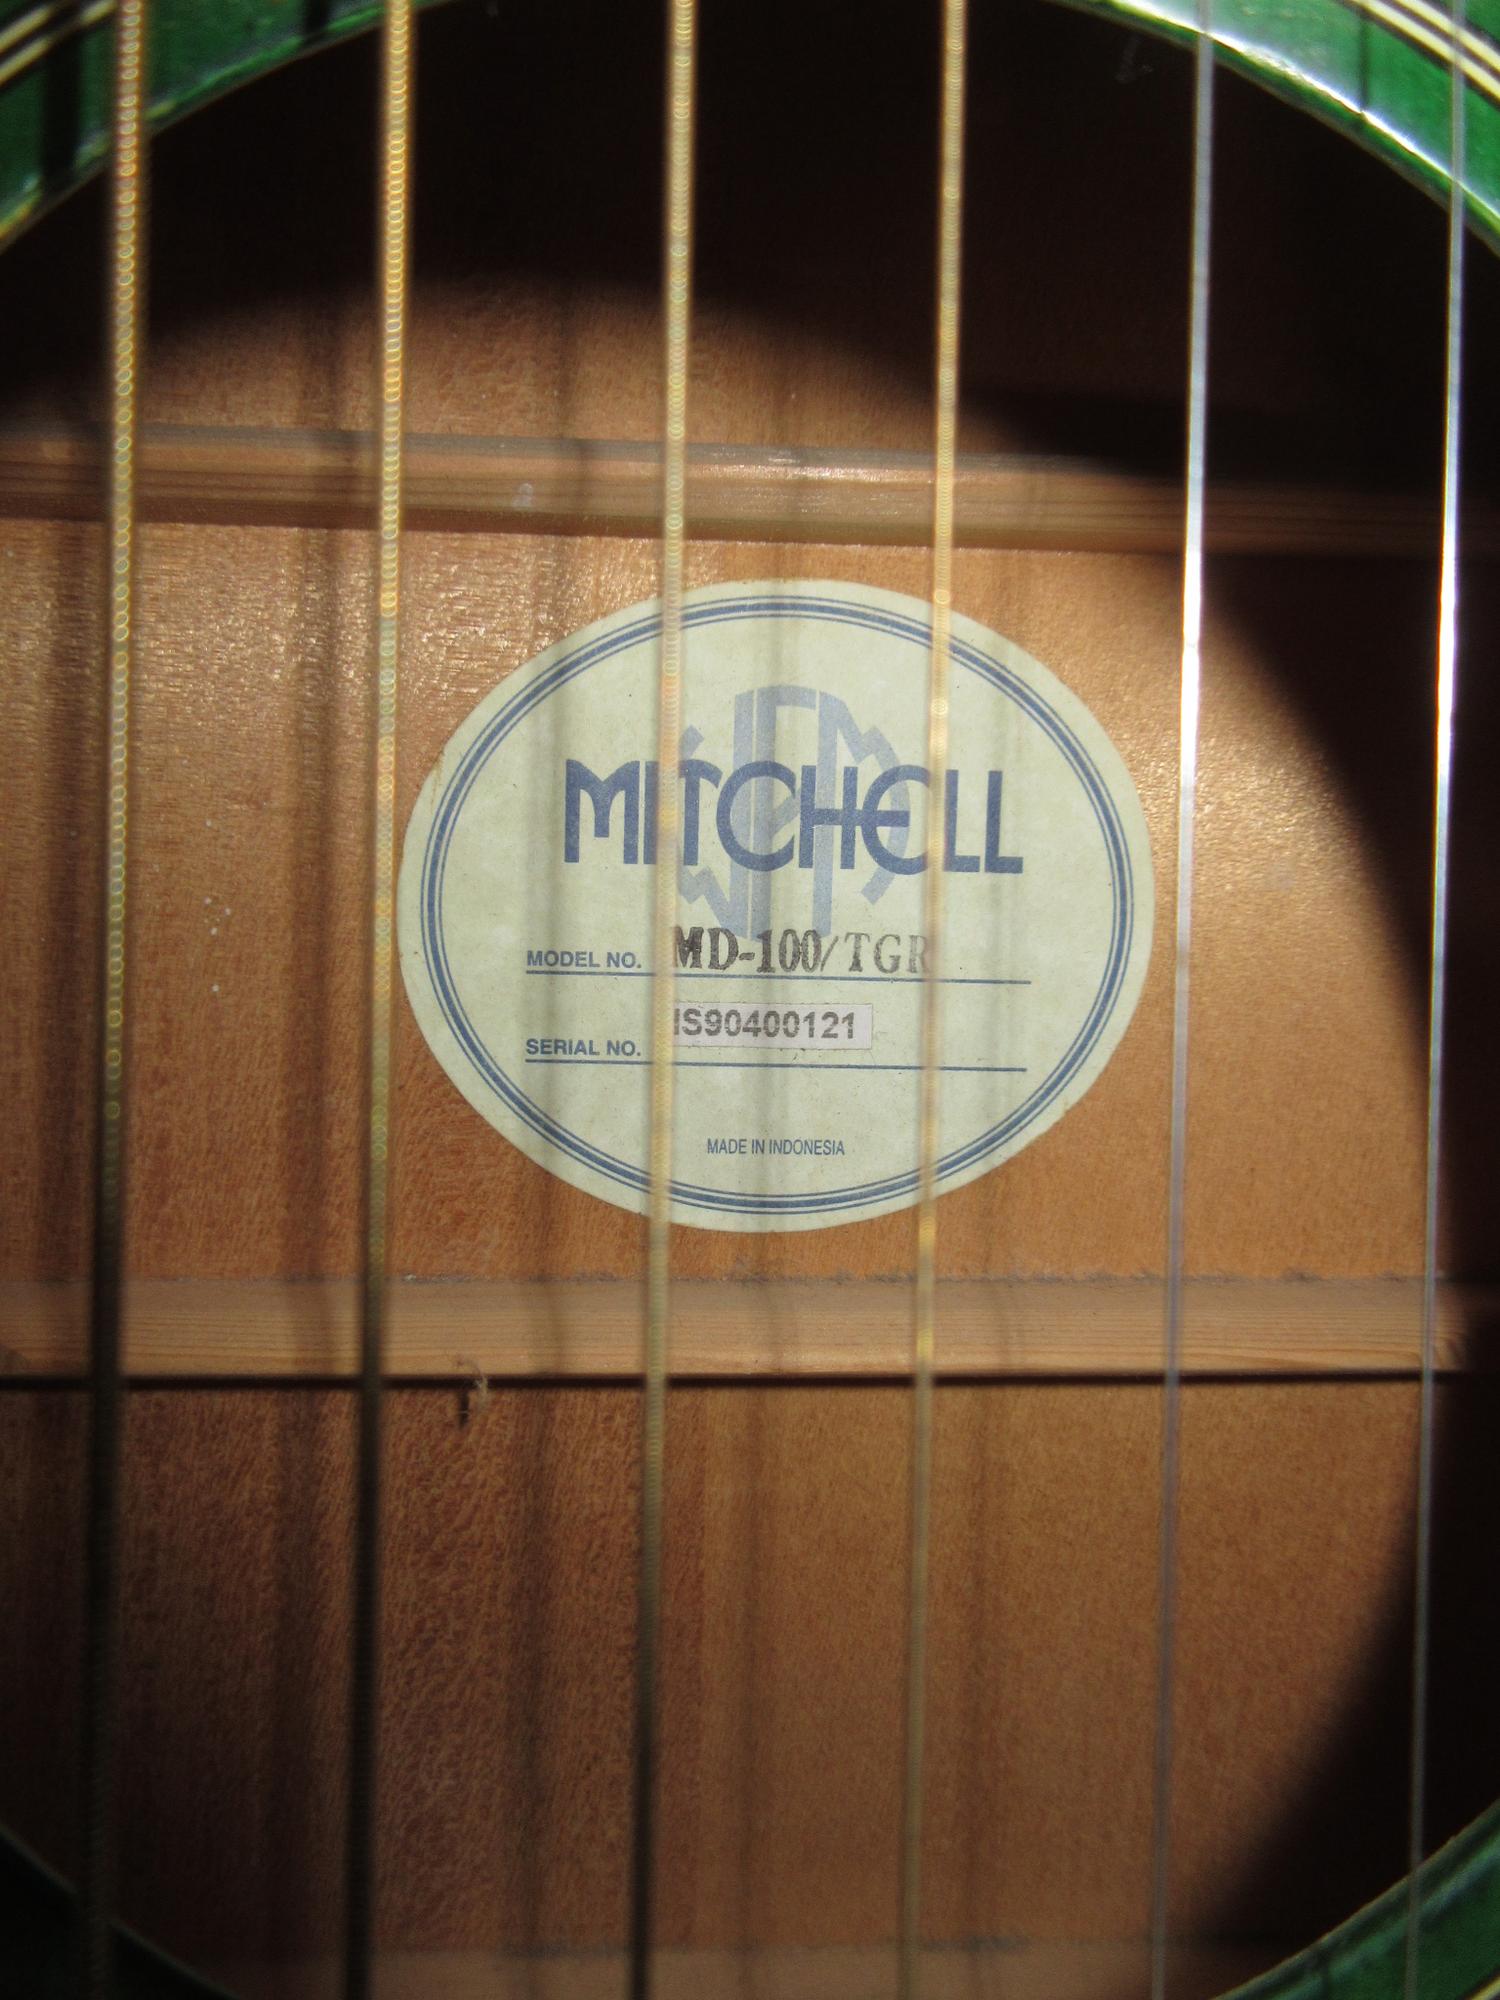 MITCHELL
MODEL NO. MD-100/TGR
IS90400121
SERIAL NO.
MADE IN INDONESIA